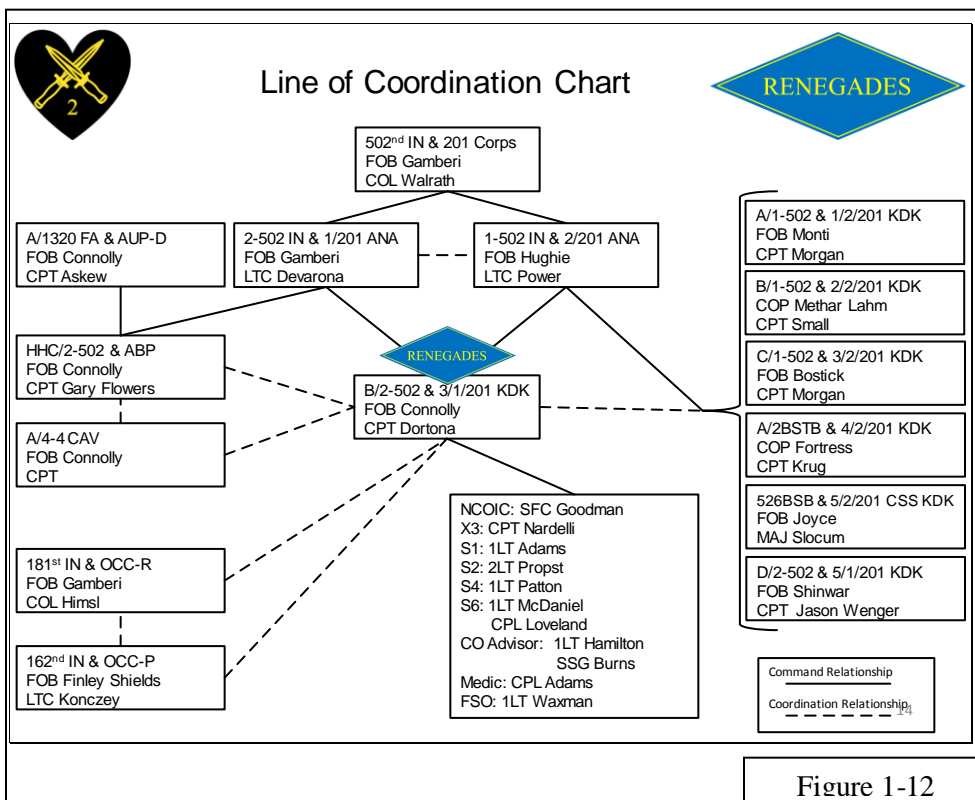 2
Line of Coordination Chart
RENEGADES
502nd IN & 201 Corps
FOB Gamberi
COL Walrath
A/1320 FA & AUP-D
FOB Connolly
CPT Askew
2-502 IN & 1/201 ANA
FOB Gamberi
LTC Devarona
1-502 IN & 2/201 ANA
FOB Hughie
LTC Power
A/1-502 & 1/2/201 KDK
FOB Monti
CPT Morgan
B/1-502 & 2/2/201 KDK
COP Methar Lahm
CPT Small
HHC/2-502 & ABP
FOB Connolly
CPT Gary Flowers
RENEGADES
B/2-502 & 3/1/201 KDK
FOB Connolly
CPT Dortona
C/1-502 & 3/2/201 KDK
FOB Bostick
CPT Morgan
A/4-4 CAV
FOB Connolly
CPT
A/2BSTB & 4/2/201 KDK
COP Fortress
CPT Krug
NCOIC: SFC Goodman
X3: CPT Nardelli
S1: 1LT Adams
S2: 2LT Propst
S4: 1LT Patton
S6: 1LT McDaniel
CPL Loveland
CO Advisor: 1LT Hamilton
SSG Burns
Medic: CPL Adams
FSO: 1LT Waxman
526BSB & 5/2/201 CSS KDK
FOB Joyce
MAJ Slocum
181st IN & OCC-R
FOB Gamberi
COL Himsl
D/2-502 & 5/1/201 KDK
FOB Shinwar
CPT Jason Wenger
162nd IN & OCC-P
FOB Finley Shields
LTC Konczey
Command Relationship
Coordination Relationship
14
Figure 1-12